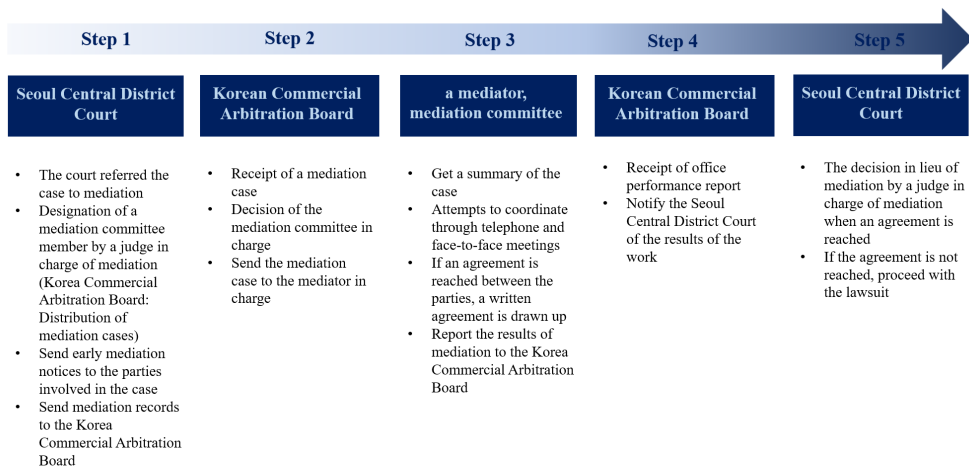 Step 1
Step 2
Step 3
Step 4
Step 5
Seoul Central District
Court
Korean Commercial
Arbitration Board
a mediator,
mediation committee
Korean Commercial
Arbitration Board
Seoul Central District
Court
• The court referred the
case to mediation
• Designation of a
mediation committee
member by a judge in
charge of mediation
(Korea Commercial
Arbitration Board:
Distribution of
mediation cases)
• Send early mediation
notices to the parties
involved in the case
• Send mediation records
to the Korea
Commercial Arbitration
Board
• Receipt of a mediation
case
• Decision of the
mediation committee in
charge
• Send the mediation
case to the mediator in
charge
• Get a summary of the
case
• Attempts to coordinate
through telephone and
face-to-face meetings
• If an agreement is
reached between the
parties, a written
agreement is drawn up
• Report the results of
mediation to the Korea
Commercial Arbitration
Board
• Receipt of office
performance report
• Notify the Seoul
Central District Court
of the results of the
work
• The decision in lieu of
mediation by a judge in
charge of mediation
when an agreement is
reached
• If the agreement is not
reached, proceed with
the lawsuit